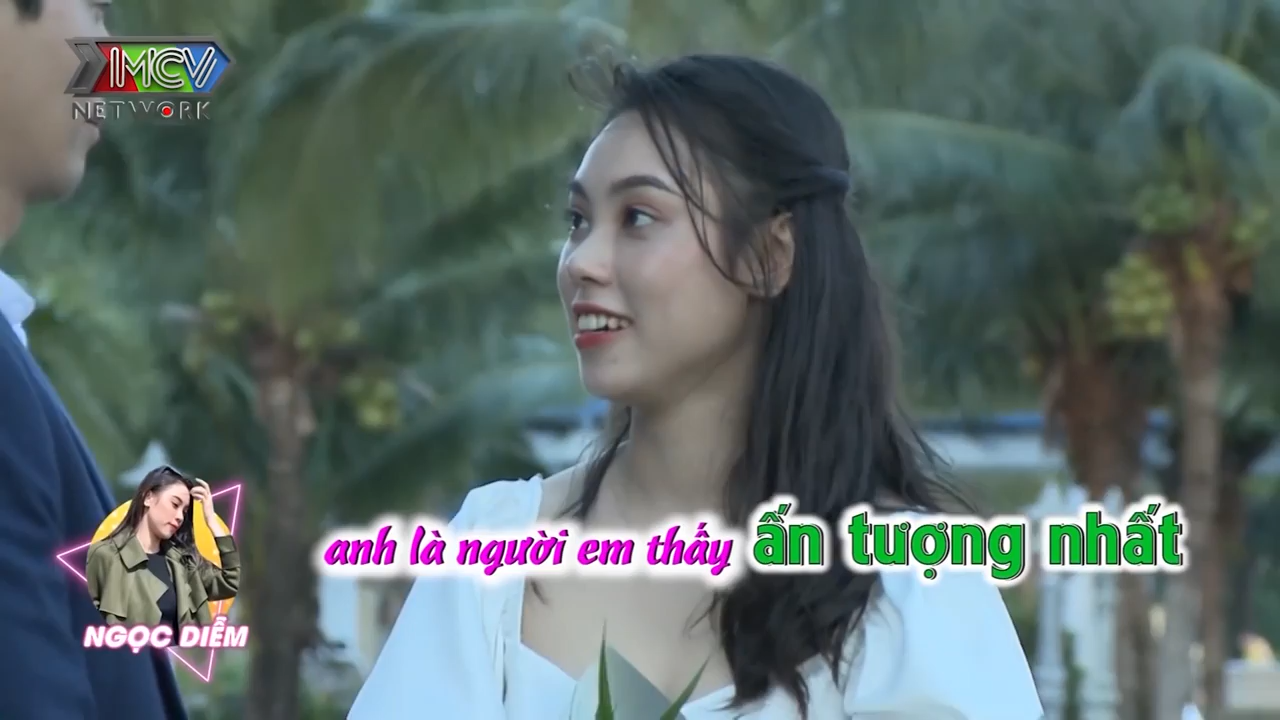 MCV
NETWORK
anh là người em thấy ấn tượng nhất
NGỌC DIỄM